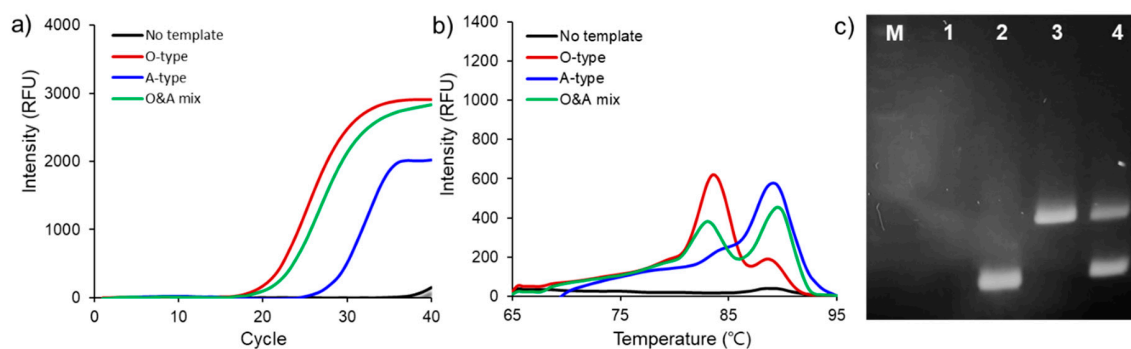 a)
Intensity (RFU)
4000
3000
2000
1000
0
0
10
20
30
40
Cycle
No template
O-type
A-type
O&A mix
b)
Intensity (RFU)
1400
1200
1000
800
600
400
200
0
65
75
85
95
Temperature (℃)
No template
O-type
A-type
O&A mix
c)
M 1 2 3 4